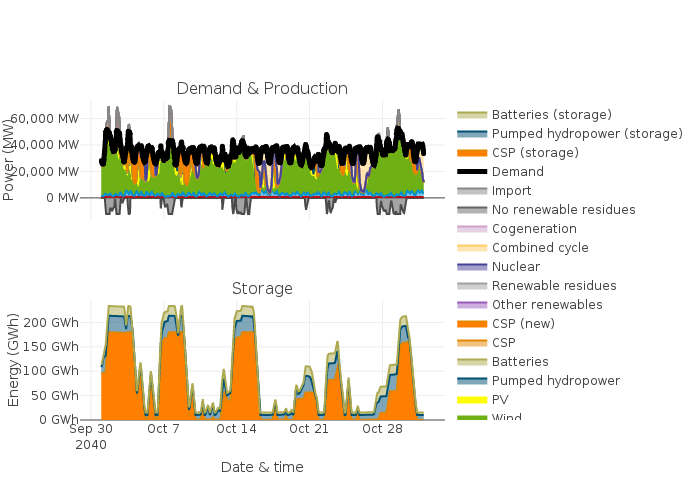 Demand & Production
Power (MW)
60,000 MW
40,000 MW
20,000 MW
0 MW
Storage
Energy (GWh)
200 GWh
150 GWh
100 GWh
50 GWh
0 GWh
Sep 30
2040
Oct 7
Oct 14
Oct 21
Oct 28
Date & time
Batteries (storage)
Pumped hydropower (storage)
CSP (storage)
Demand
Import
No renewable residues
Cogeneration
Combined cycle
Nuclear
Renewable residues
Other renewables
CSP (new)
CSP
Batteries
Pumped hydropower
PV
Wind